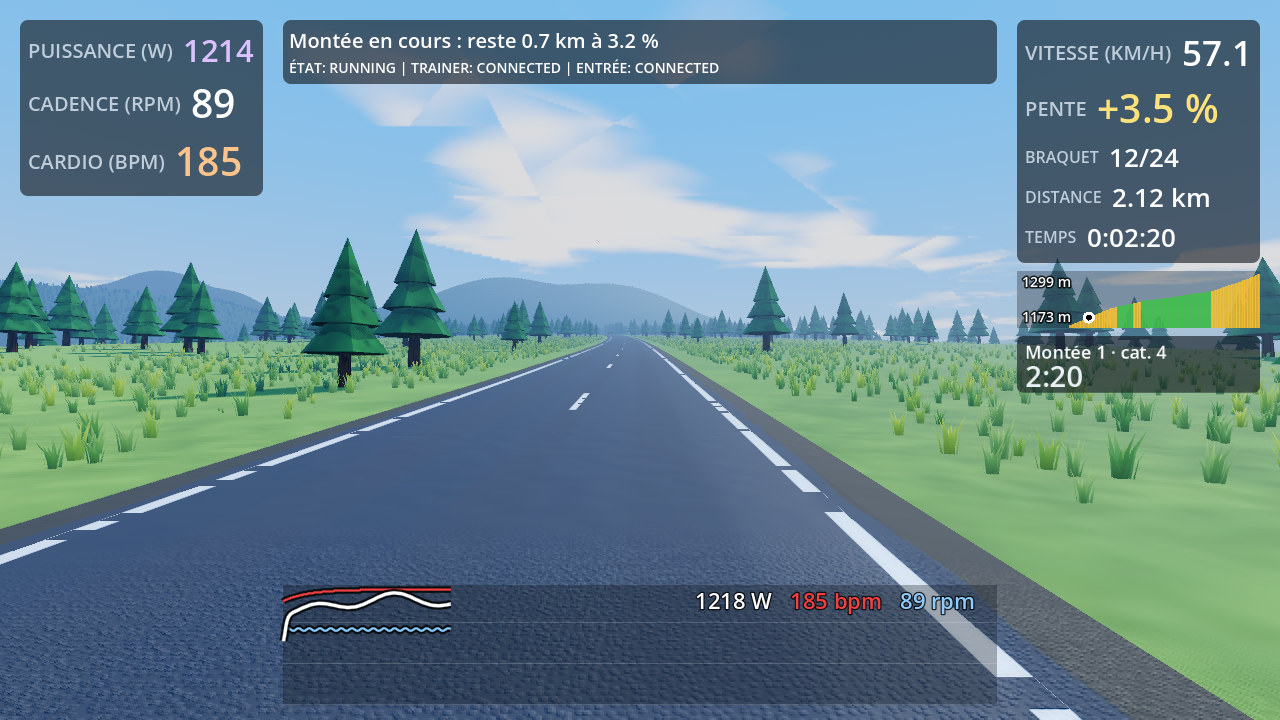 PUISSANCE (W) 1214
CADENCE (RPM) 89
CARDIO (BPM) 185
Montée en cours : reste 0.7 km à 3.2 %
ÉTAT: RUNNING | TRAINER: CONNECTED | ENTRÉE: CONNECTED
VITESSE (KM/H) 57.1
PENTE +3.5 %
BRAQUET 12/24
DISTANCE 2.12 km
TEMPS 0:02:20
1299 m
1173 m
Montée 1 · cat. 4
2:20
1218 W 185 bpm 89 rpm